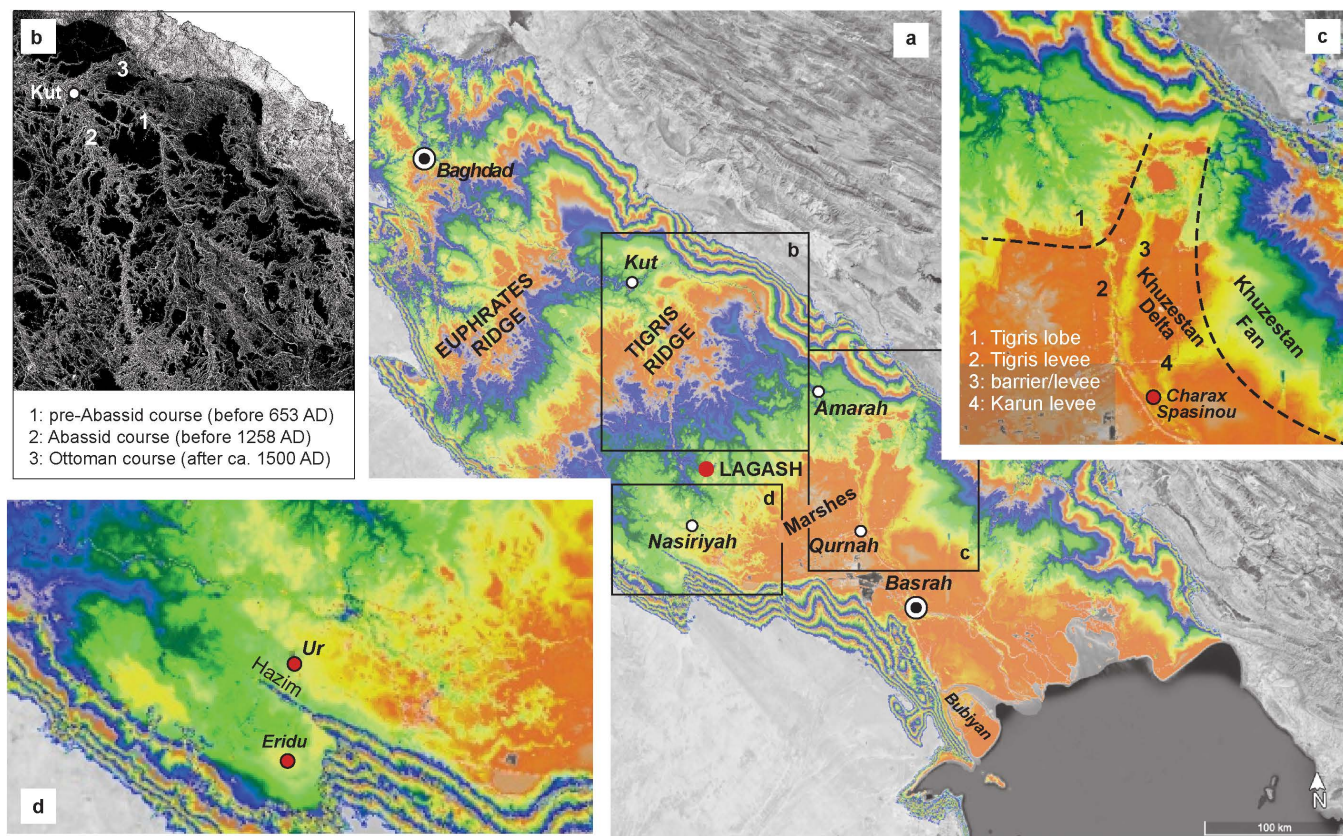 b
3
Kut
1
2
1: pre-Abassid course (before 653 AD)
2: Abassid course (before 1258 AD)
3: Ottoman course (after ca. 1500 AD)
a
Baghdad
EUPHRATES
RIDGE
Kut
b
TIGRIS
RIDGE
Amarah
LAGASH
d
Marshes
Nasiriyah
Qurnah
c
Basrah
Bubiyan
N
100 km
c
1
3
2
Khuzestan
Delta
Khuzestan
Fan
1. Tigris lobe
2. Tigris levee
3: barrier/levee
4: Karun levee
4
Charax
Spasinou
Ur
Hazim
Eridu
d